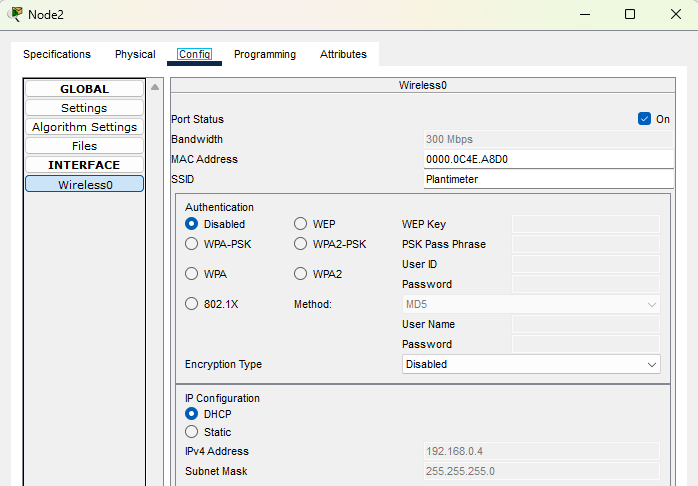 Node2
Specifications Physical Config Programming Attributes
GLOBAL
Settings
Algorithm Settings
Files
INTERFACE
Wireless0
Wireless0
Port Status On
Bandwidth 300 Mbps
MAC Address 0000.0C4E.A8D0
SSID Plantimeter
Authentication
Disabled WEP WEP Key
WPA-PSK WPA2-PSK PSK Pass Phrase
User ID
WPA WPA2
Password
802.1X Method: MD5
User Name
Password
Encryption Type Disabled
IP Configuration
DHCP
Static
IPv4 Address 192.168.0.4
Subnet Mask 255.255.255.0